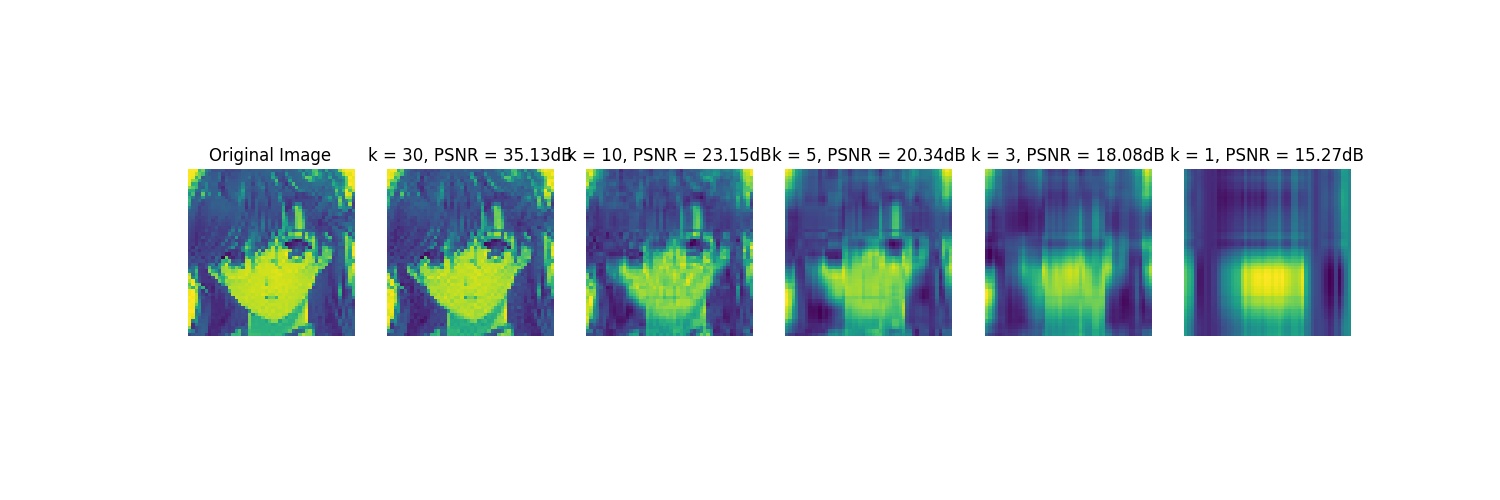 Original Image
k = 30, PSNR = 35.13dB
k = 10, PSNR = 23.15dB
k = 5, PSNR = 20.34dB
k = 3, PSNR = 18.08dB
k = 1, PSNR = 15.27dB